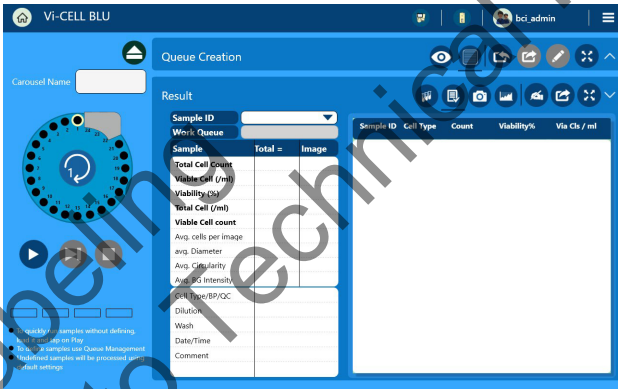 Vi-CELL BLU
bci_admin
Carousel Name
Queue Creation
Result
Sample ID
Work Queue
Sample Total = Image
Total Cell Count
Viable Cell (/ml)
Viability (%)
Total Cell (/ml)
Viable Cell count
Avg. cells per image
avg. Diameter
Avg. Circularity
Avg. BG Intensity
Cell Type/BP/QC
Dilution
Wash
Date/Time
Comment
Sample ID Cell Type Count Viability% Via Cls / ml
1
To quickly run samples without defining,
load it and tap on Play
To define samples use Queue Management
Undefined samples will be processed using
default settings
beling
o Technical